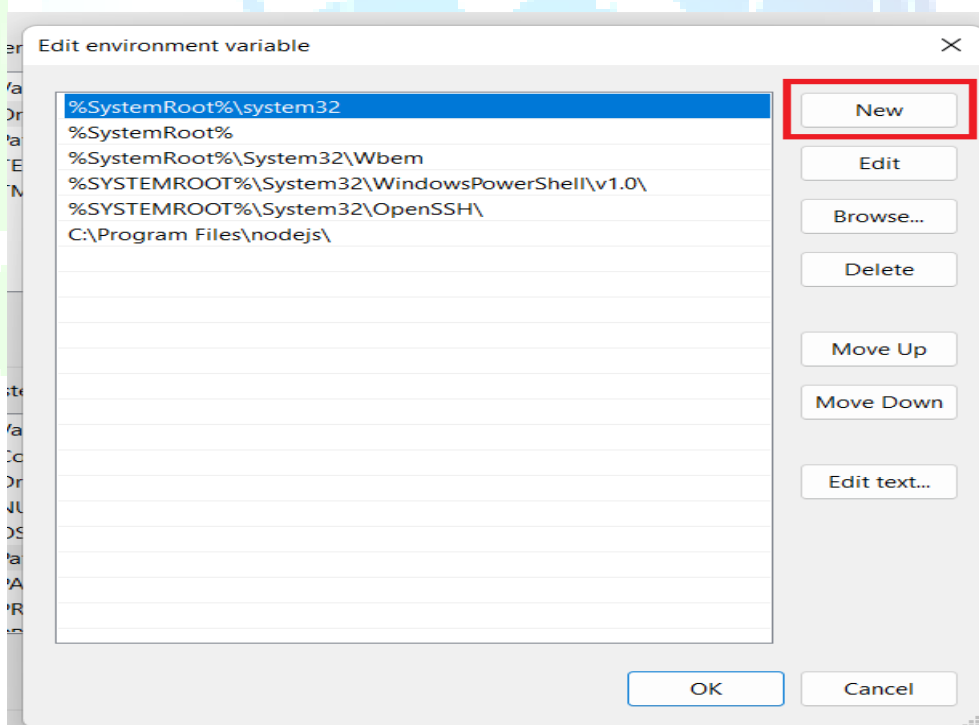 Edit environment variable
%SystemRoot%\system32
New
%SystemRoot%
%SystemRoot%\System32\Wbem
Edit
%SYSTEMROOT%\System32\WindowsPowerShell\v1.0\
%SYSTEMROOT%\System32\OpenSSH\
Browse...
C:\Program Files\nodejs\
Delete
Move Up
Move Down
Edit text...
OK
Cancel